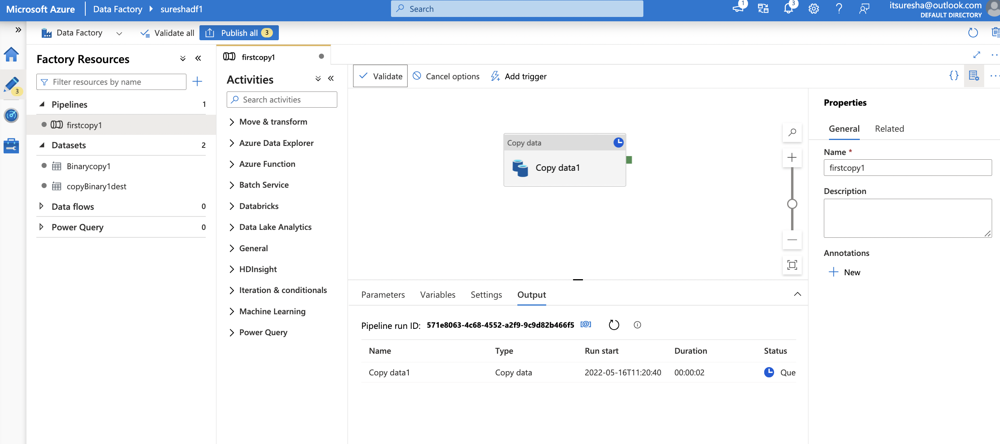 Microsoft Azure
Data Factory
sureshadf1
Search
1
3
itsuresha@outlook.com
DEFAULT DIRECTORY
Data Factory
Validate all
Publish all 3
3
Factory Resources
Filter resources by name
Pipelines 1
firstcopy1
Datasets 2
Binarycopy1
copyBinary1dest
Data flows 0
Power Query 0
firstcopy1
Activities
Search activities
Move & transform
Azure Data Explorer
Azure Function
Batch Service
Databricks
Data Lake Analytics
General
HDInsight
Iteration & conditionals
Machine Learning
Power Query
Validate
Cancel options
Add trigger
{}
Copy data
Copy data1
Parameters Variables Settings Output
Pipeline run ID: 571e8063-4c68-4552-a2f9-9c9d82b466f5 [@]
Name Type Run start Duration Status
Copy data1 Copy data 2022-05-16T11:20:40 00:00:02 Que
Properties
General Related
Name *
firstcopy1
Description
Annotations
New